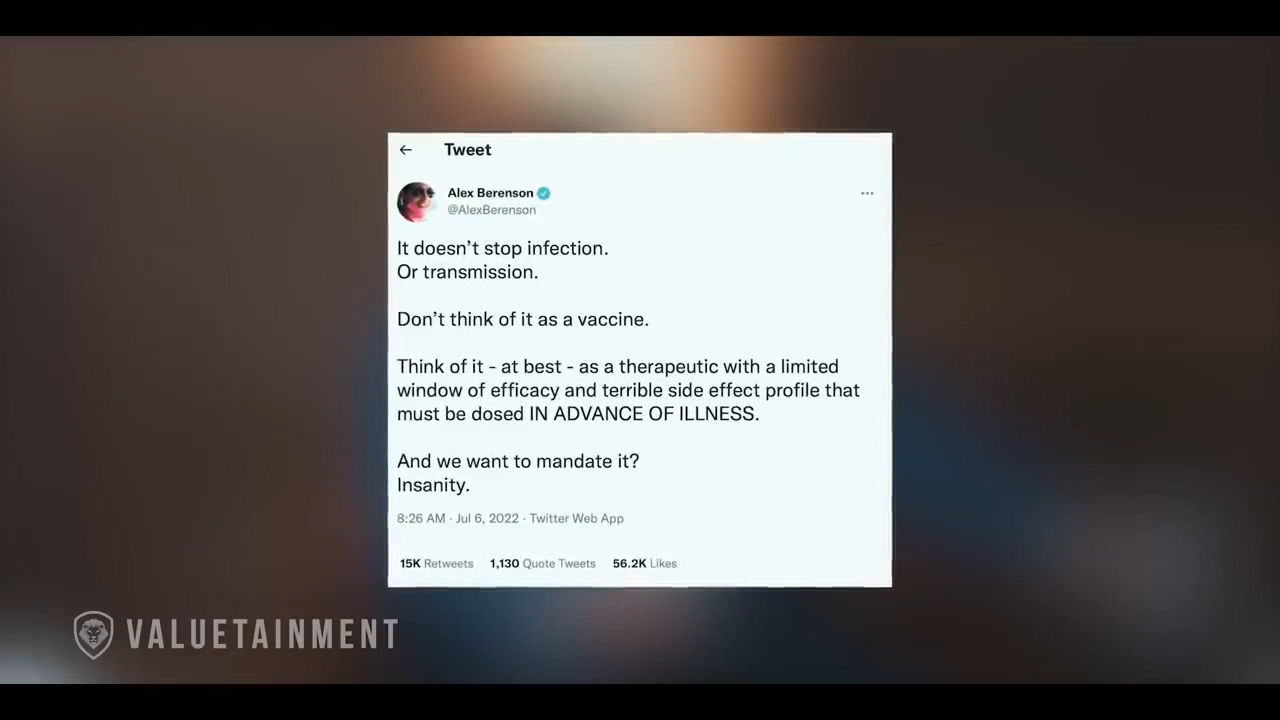 Tweet
Alex Berenson
@AlexBerenson
It doesn’t stop infection.
Or transmission.
Don’t think of it as a vaccine.
Think of it - at best - as a therapeutic with a limited
window of efficacy and terrible side effect profile that
must be dosed IN ADVANCE OF ILLNESS.
And we want to mandate it?
Insanity.
8:26 AM · Jul 6, 2022 · Twitter Web App
15K Retweets 1,130 Quote Tweets 56.2K Likes
VALUETAINMENT